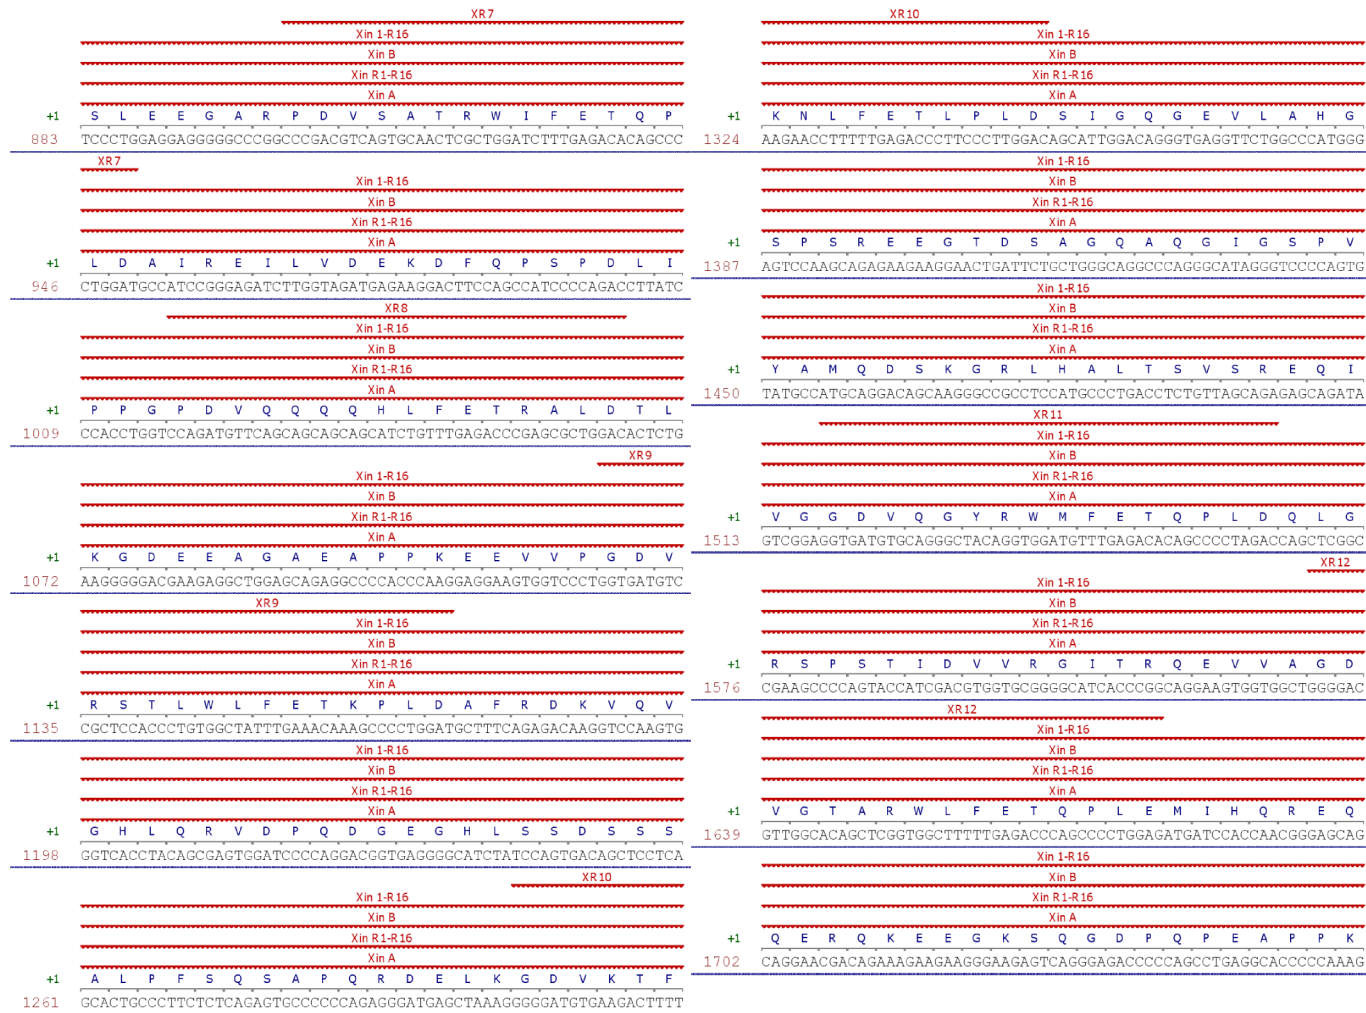 XR7
Xin 1-R16
Xin B
Xin R1-R16
Xin A
+1 S L E E G A R P D V S A T R W I F E T Q P
883 TCCCTGGAGGAGGGGGCCCGGCCCGACGTCAGTGCAACTCGCTGGATCTTTGAGACACAGCCC
XR7
Xin 1-R16
Xin B
Xin R1-R16
Xin A
+1 L D A I R E I L V D E K D F Q P S P D L I
946 CTGGATGCCATCCGGGAGATCTTGGTAGATGAGAAGGACTTCCAGCCATCCCCAGACCTTATC
XR8
Xin 1-R16
Xin B
Xin R1-R16
Xin A
+1 P P G P D V Q Q Q Q H L F E T R A L D T L
1009 CCACCTGGTCCAGATGTTCAGCAGCAGCAGCATCTGTTTGAGACCCGAGCGCTGGACACTCTG
XR9
Xin 1-R16
Xin B
Xin R1-R16
Xin A
+1 K G D E E A G A E A P P K E E V V P G D V
1072 AAGGGGGACGAAGAGGCTGGAGCAGAGGCCCCACCCAAGGAGGAAGTGGTCCCTGGTGATGTC
XR9
Xin 1-R16
Xin B
Xin R1-R16
Xin A
+1 R S T L W L F E T K P L D A F R D K V Q V
1135 CGCTCCACCCTGTGGCTATTTGAAACAAAGCCCCTGGATGCTTTCAGAGACAAGGTCCAAGTG
Xin 1-R16
Xin B
Xin R1-R16
Xin A
+1 G H L Q R V D P Q D G E G H L S S D S S S
1198 GGTCACCTACAGCGAGTGGATCCCCAGGACGGTGAGGGGCATCTATCCAGTGACAGCTCCTCA
XR10
Xin 1-R16
Xin B
Xin R1-R16
Xin A
+1 A L P F S Q S A P Q R D E L K G D V K T F
1261 GCACTGCCCTTCTCTCAGAGTGCCCCCCAGAGGGATGAGCTAAAGGGGGATGTGAAGACTTTT
XR10
Xin 1-R16
Xin B
Xin R1-R16
Xin A
+1 K N L F E T L P L D S I G Q G E V L A H G
1324 AAGAACCTTTTTGAGACCCTTCCCTTGGACAGCATTGGACAGGGTGAGGTTCTGGCCCATGGG
Xin 1-R16
Xin B
Xin R1-R16
Xin A
+1 S P S R E E G T D S A G Q A Q G I G S P V
1387 AGTCCAAGCAGAGAAGAAGGAACTGATTCTGCTGGGCAGGCCCAGGGCATAGGGTCCCCAGTG
Xin 1-R16
Xin B
Xin R1-R16
Xin A
+1 Y A M Q D S K G R L H A L T S V S R E Q I
1450 TATGCCATGCAGGACAGCAAGGGCCGCCTCCATGCCCTGACCTCTGTTAGCAGAGAGCAGATA
XR11
Xin 1-R16
Xin B
Xin R1-R16
Xin A
+1 V G G D V Q G Y R W M F E T Q P L D Q L G
1513 GTCGGAGGTGATGTGCAGGGCTACAGGTGGATGTTTGAGACACAGCCCCTAGACCAGCTCGGC
XR12
Xin 1-R16
Xin B
Xin R1-R16
Xin A
+1 R S P S T I D V V R G I T R Q E V V A G D
1576 CGAAGCCCCAGTACCATCGACGTGGTGCGGGGCATCACCCGGCAGGAAGTGGTGGCTGGGGAC
XR12
Xin 1-R16
Xin B
Xin R1-R16
Xin A
+1 V G T A R W L F E T Q P L E M I H Q R E Q
1639 GTTGGCACAGCTCGGTGGCTTTTTGAGACCCAGCCCCTGGAGATGATCCACCAACGGGAGCAG
Xin 1-R16
Xin B
Xin R1-R16
Xin A
+1 Q E R Q K E E G K S Q G D P Q P E A P P K
1702 CAGGAACGACAGAAAGAAGAAGGGAAGAGTCAGGGAGACCCCCAGCCTGAGGCACCCCCAAAG